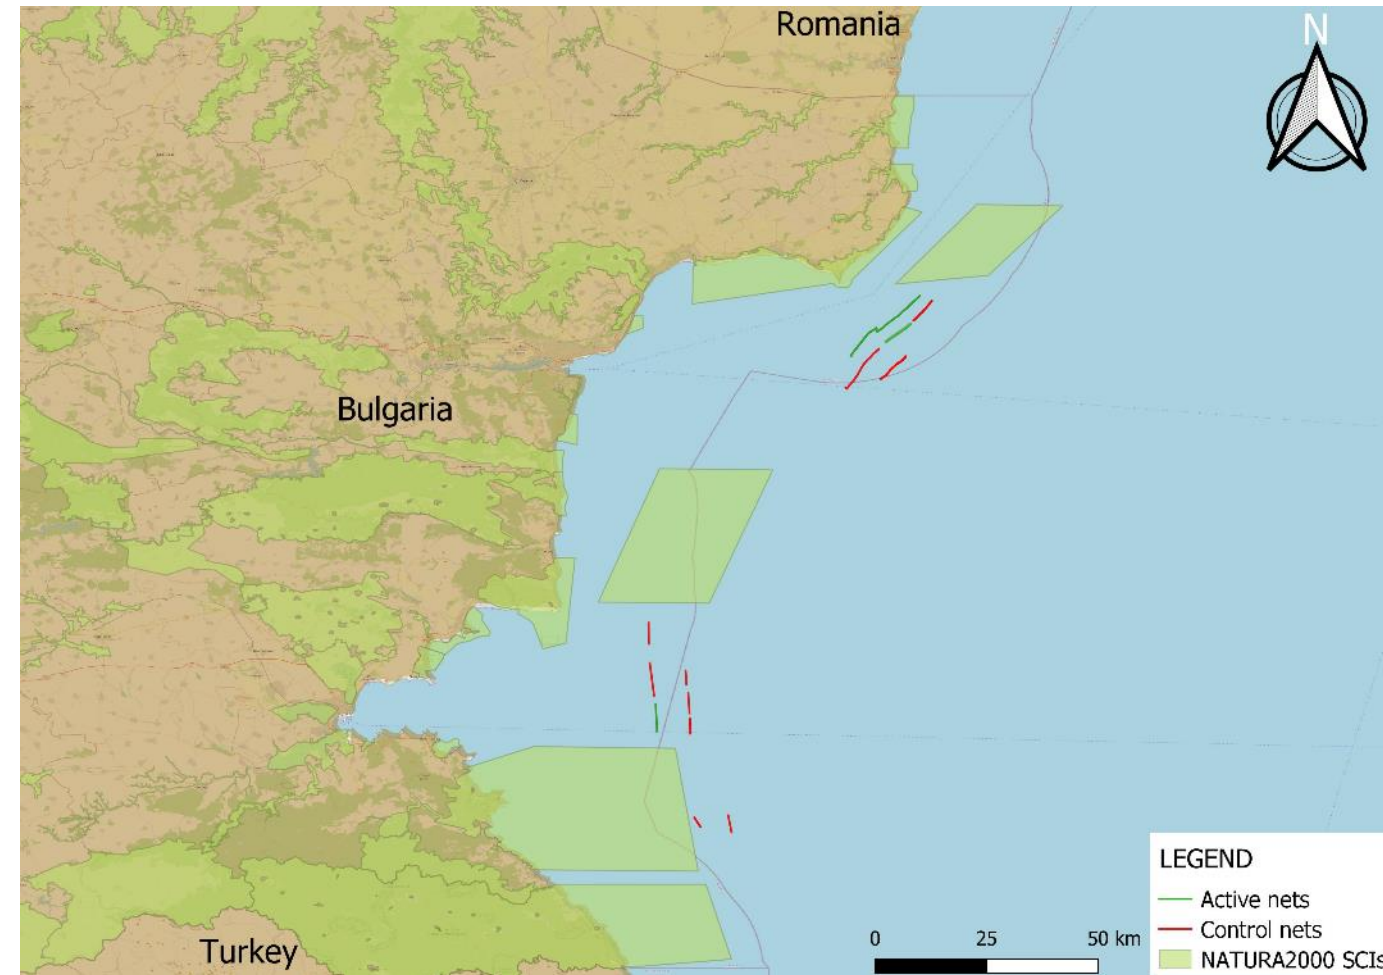 Romania
N
Bulgaria
Turkey
0 25 50 km
LEGEND
Active nets
Control nets
NATURA2000 SCIs